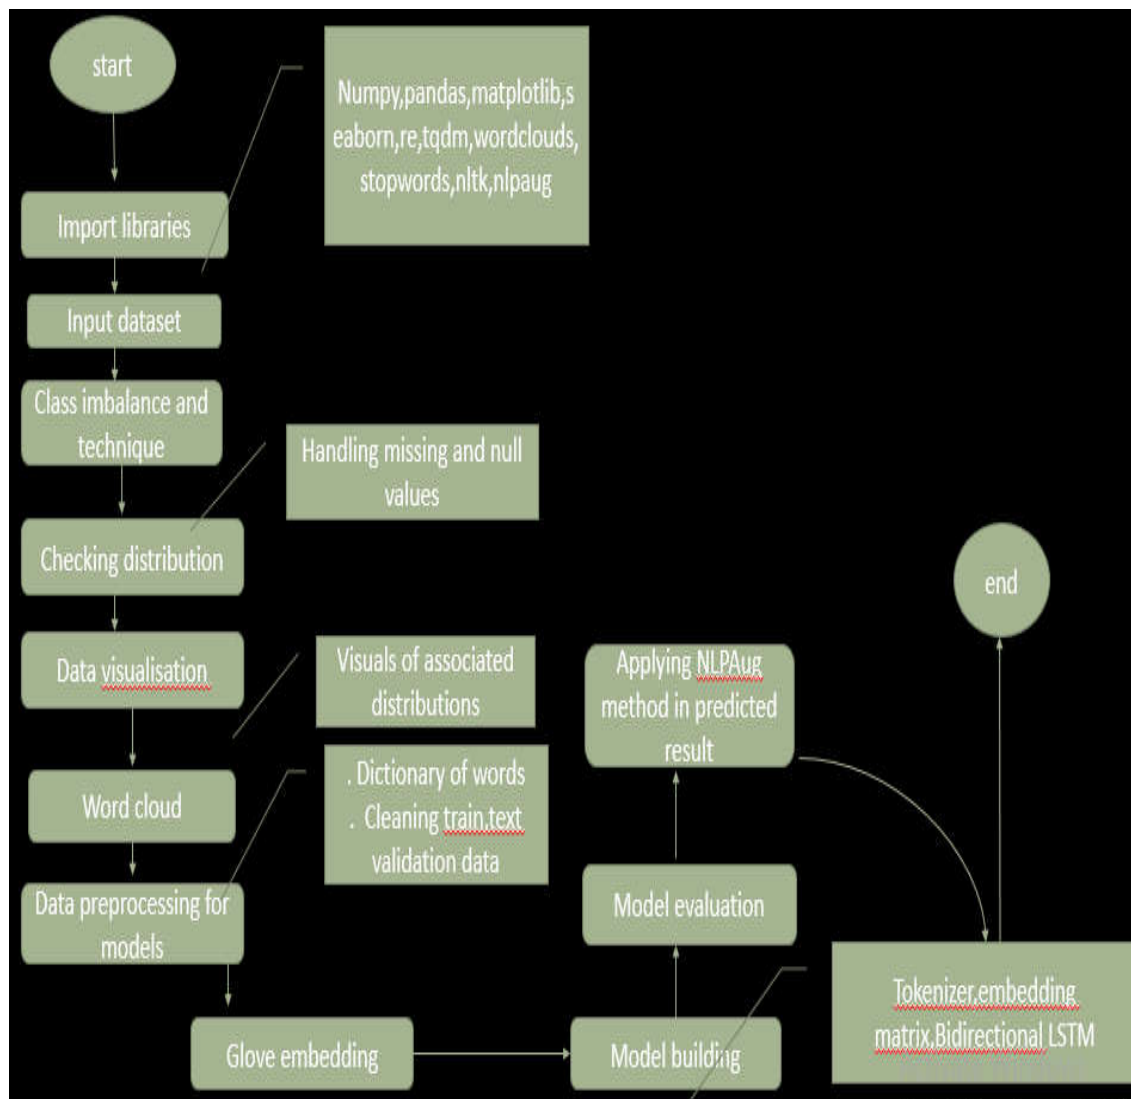 start
Numpy,pandas,matplotlib,s
eaborn,re,tqdm,wordclouds,
stopwords,nltk,nlpaug
Import libraries
Input dataset
Class imbalance and
technique
Handling missing and null
values
Checking distribution
Data visualisation
Visuals of associated
distributions
Word cloud
. Dictionary of words
. Cleaning train,text
validation data
Data preprocessing for
models
Glove embedding
Model building
Model evaluation
Applying NLPAug
method in predicted
result
Tokenizer,embedding
matrix,Bidirectional LSTM
end